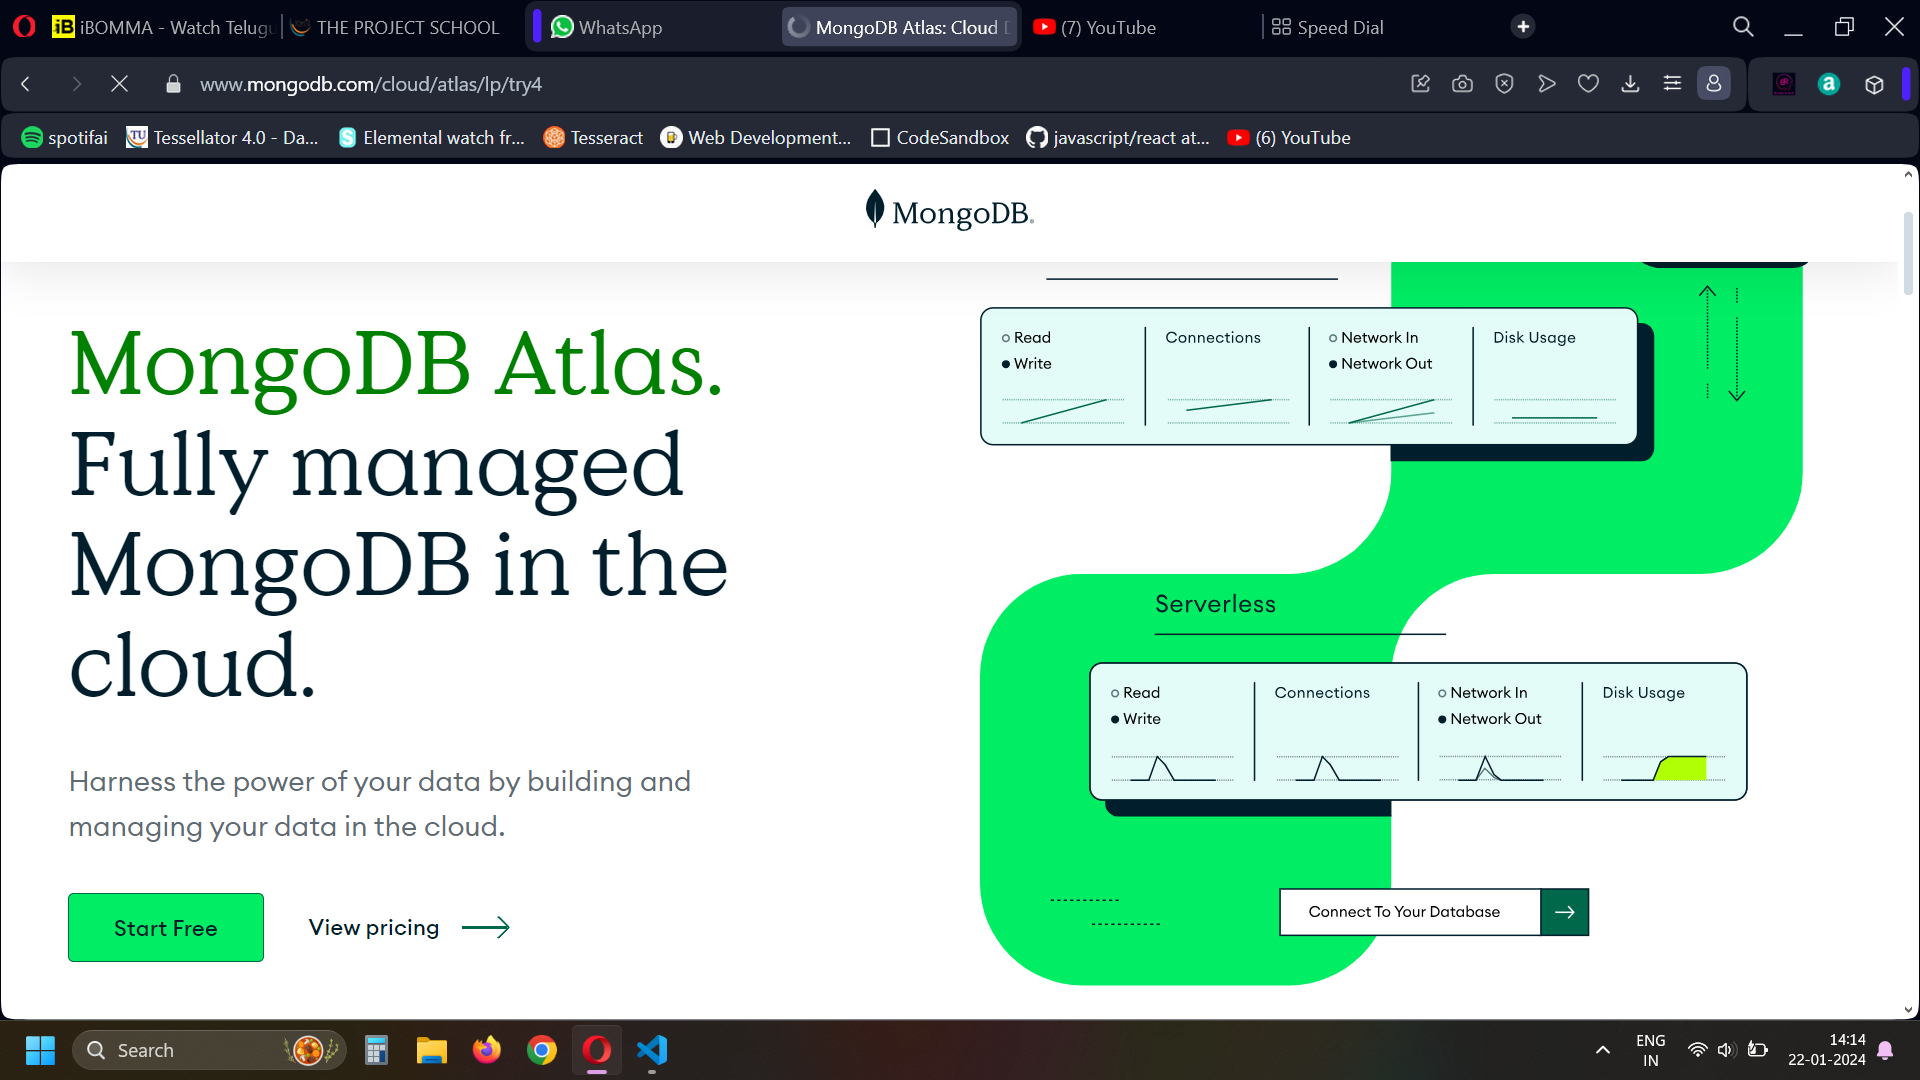 iBOMMA - Watch Telugu
THE PROJECT SCHOOL
WhatsApp
MongoDB Atlas: Cloud D
(7) YouTube
Speed Dial
www.mongodb.com/cloud/atlas/lp/try4
spotifai
TU
Tessellator 4.0 - Da...
Elemental watch fr...
Tesseract
Web Development...
CodeSandbox
javascript/react at...
(6) YouTube
MongoDB.
MongoDB Atlas.
Fully managed
MongoDB in the
cloud.
Harness the power of your data by building and
managing your data in the cloud.
Start Free
View pricing
Read
Write
Connections
Network In
Network Out
Disk Usage
Serverless
Read
Write
Connections
Network In
Network Out
Disk Usage
Connect To Your Database
Search
ENG
IN
14:14
22-01-2024